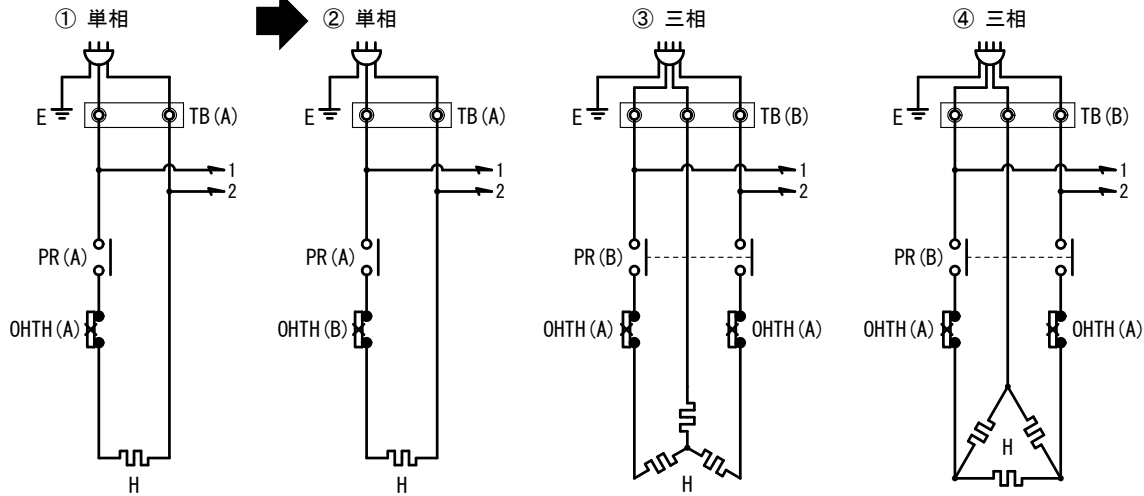 ① 単相
② 単相
③ 三相
④ 三相
E
TB(A)
E
TB(A)
E
TB(B)
E
TB(B)
1
1
1
1
2
2
2
2
PR(A)
PR(A)
PR(B)
PR(B)
OHTH(A)
OHTH(B)
OHTH(A)
OHTH(A)
OHTH(A)
OHTH(A)
H
H
H
H